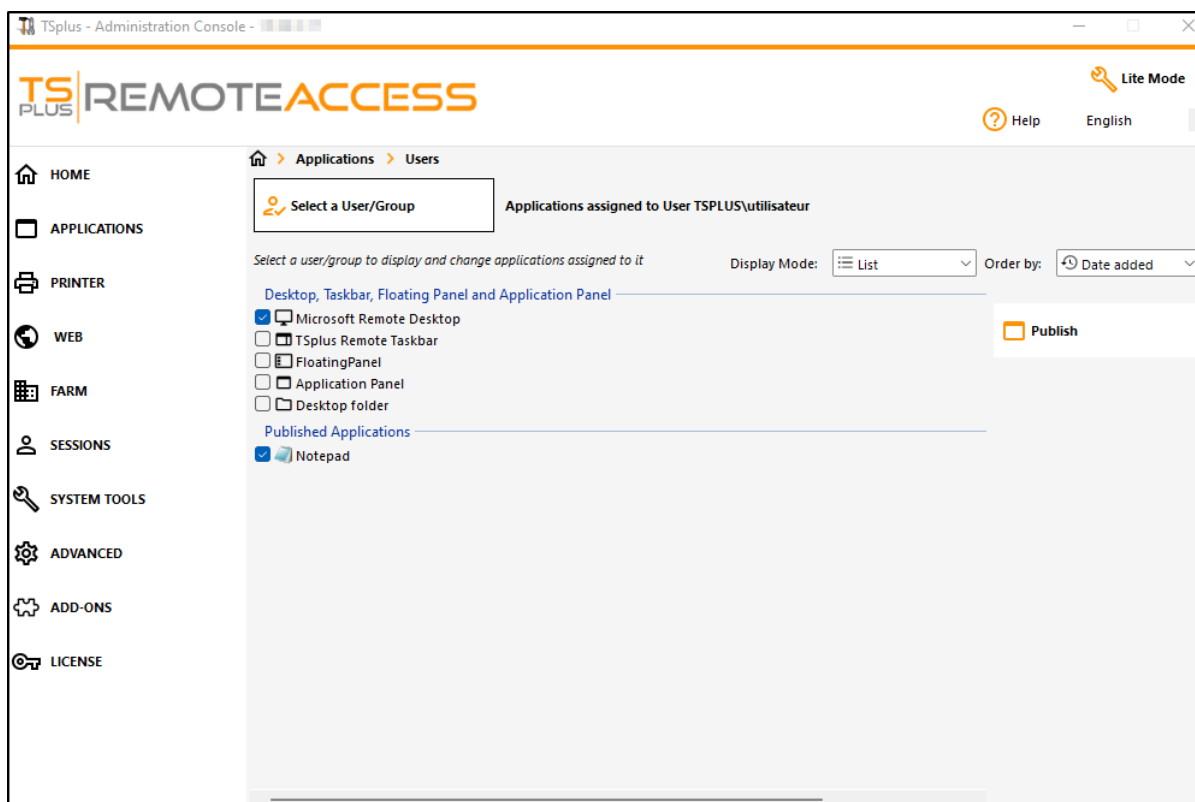 TSplus - Administration Console -
TS PLUS REMOTEACCESS
Lite Mode
Help English
HOME
APPLICATIONS
PRINTER
WEB
FARM
SESSIONS
SYSTEM TOOLS
ADVANCED
ADD-ONS
LICENSE
Applications > Users
Select a User/Group
Applications assigned to User TSPLUS\utilisateur
Select a user/group to display and change applications assigned to it
Display Mode: List Order by: Date added
Desktop, Taskbar, Floating Panel and Application Panel
Microsoft Remote Desktop
TSplus Remote Taskbar
FloatingPanel
Application Panel
Desktop folder
Published Applications
Notepad
Publish